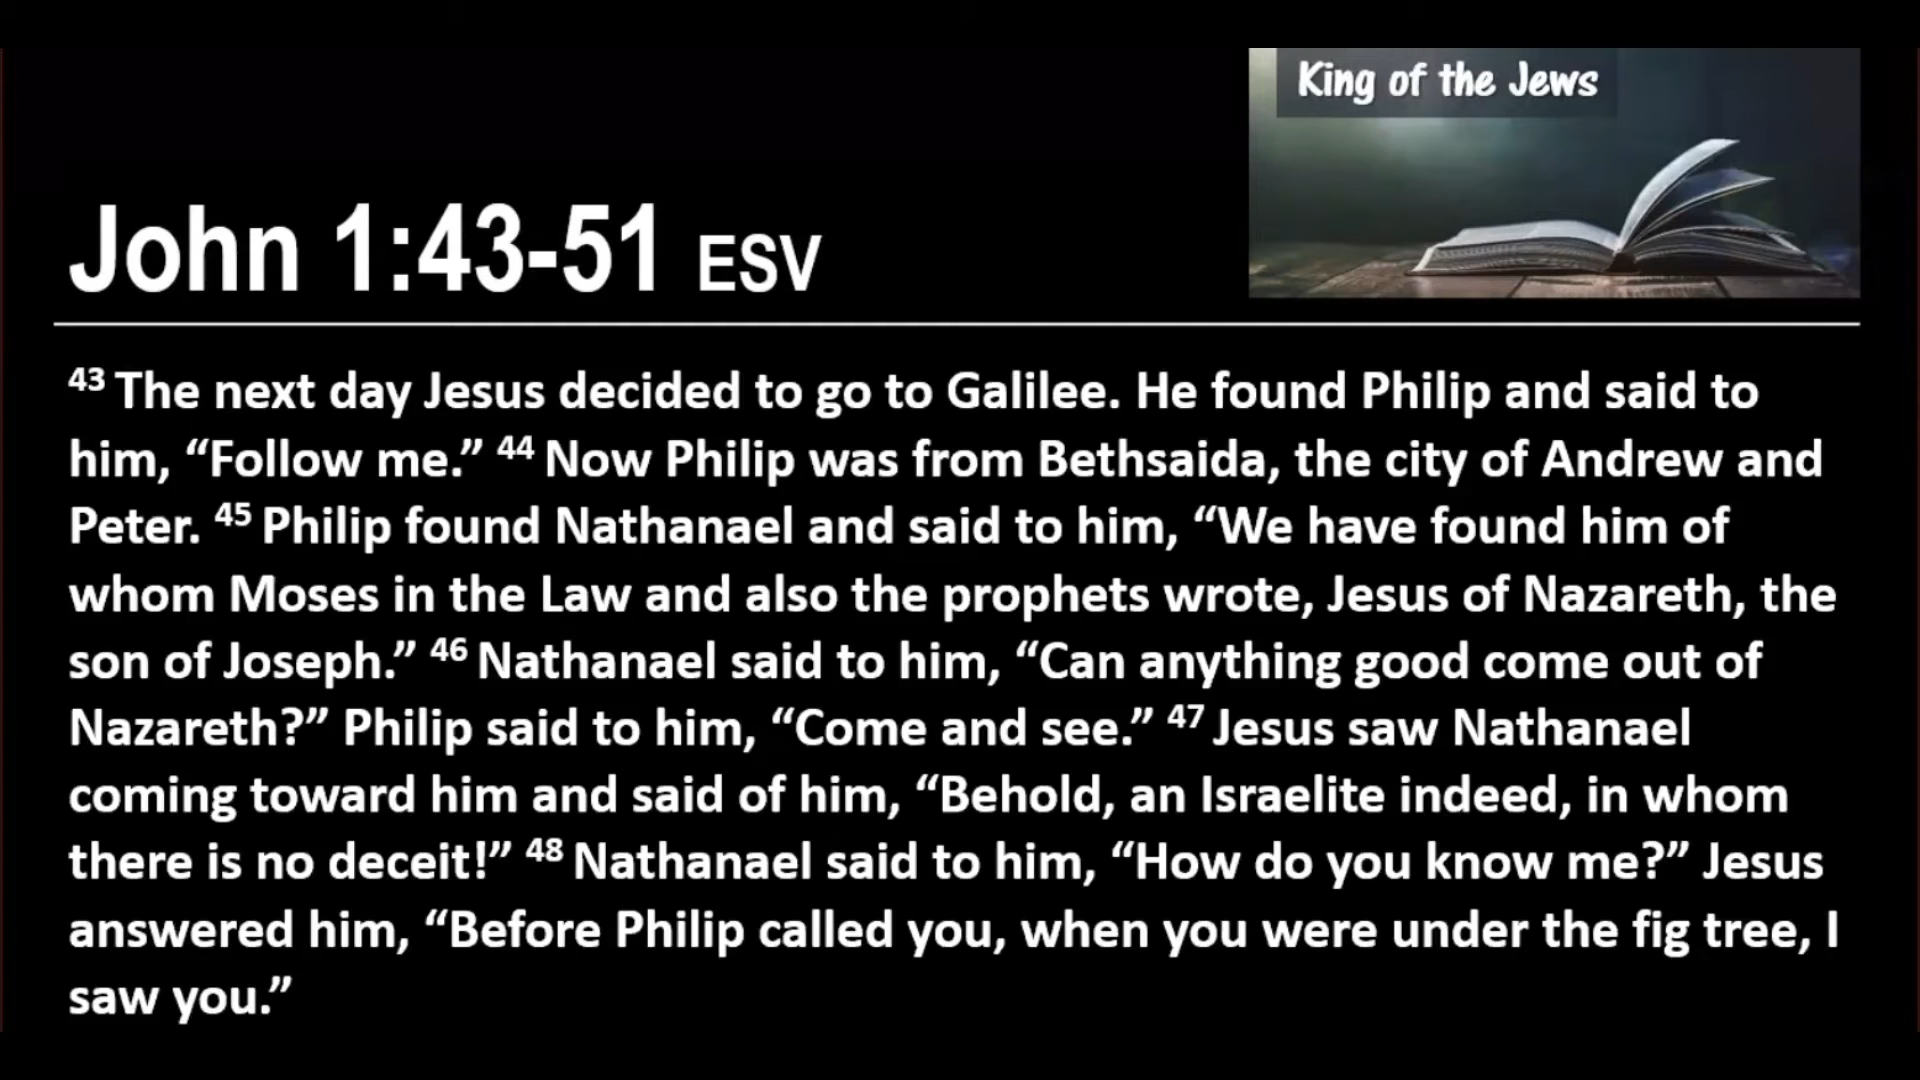 King of the Jews
John 1:43-51 ESV
43 The next day Jesus decided to go to Galilee. He found Philip and said to
him, “Follow me.” 44 Now Philip was from Bethsaida, the city of Andrew and
Peter. 45 Philip found Nathanael and said to him, “We have found him of
whom Moses in the Law and also the prophets wrote, Jesus of Nazareth, the
son of Joseph.” 46 Nathanael said to him, “Can anything good come out of
Nazareth?” Philip said to him, “Come and see.” 47 Jesus saw Nathanael
coming toward him and said of him, “Behold, an Israelite indeed, in whom
there is no deceit!” 48 Nathanael said to him, “How do you know me?” Jesus
answered him, “Before Philip called you, when you were under the fig tree, I
saw you.”